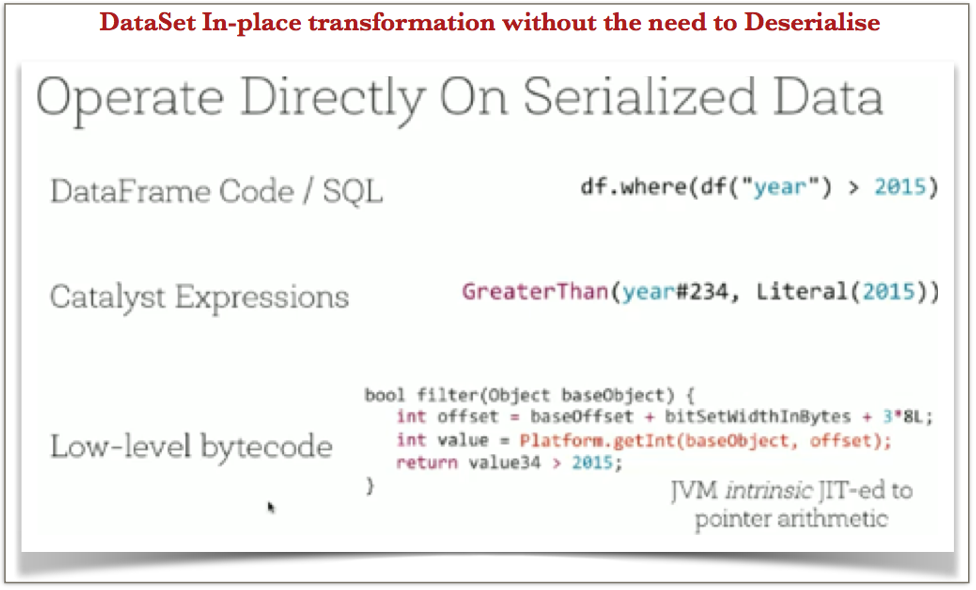 DataSet In-place transformation without the need to Deserialise
Operate Directly On Serialized Data
DataFrame Code / SQL
df.where(df("year") > 2015)
Catalyst Expressions
GreaterThan(year#234, Literal(2015))
Low-level bytecode
bool filter(Object baseObject) {
int offset = baseOffset + bitSetWidthInBytes + 3*8L;
int value = Platform.getInt(baseObject, offset);
return value34 > 2015;
}
JVM intrinsic JIT-ed to
pointer arithmetic